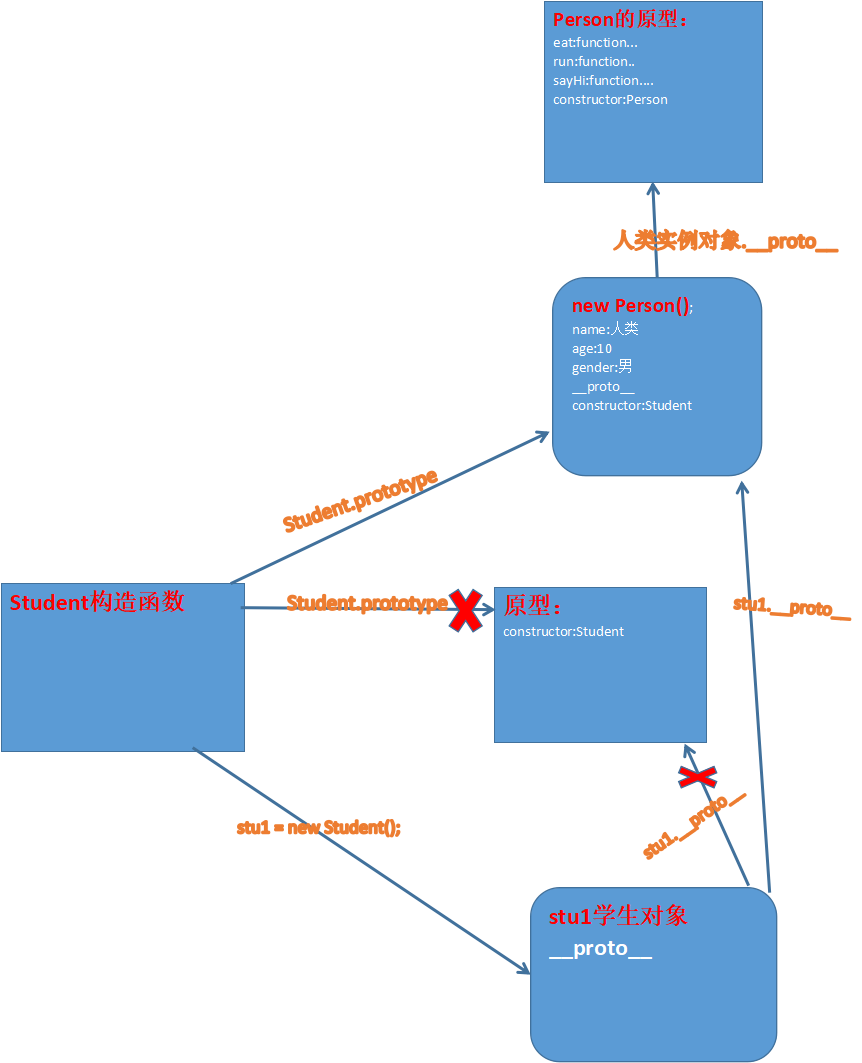 Person的原型：
eat:function...
run:function..
sayHi:function....
constructor:Person
人类实例对象.__proto__
new Person();
name:人类
age:10
gender:男
__proto__
constructor:Student
Student.prototype
Student构造函数
Student.prototype
原型：
constructor:Student
stu1.__proto__
stu1.__proto__
stu1 = new Student();
stu1学生对象
__proto__